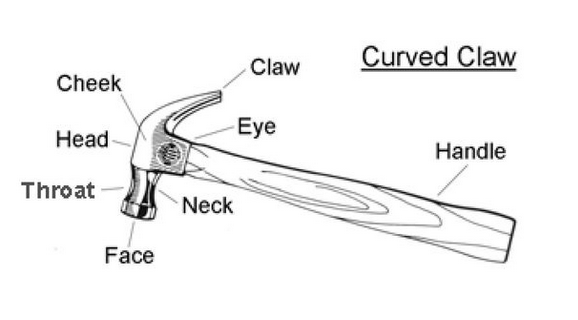 Curved Claw
Claw
Cheek
Eye
Head
Handle
Throat
Neck
Face